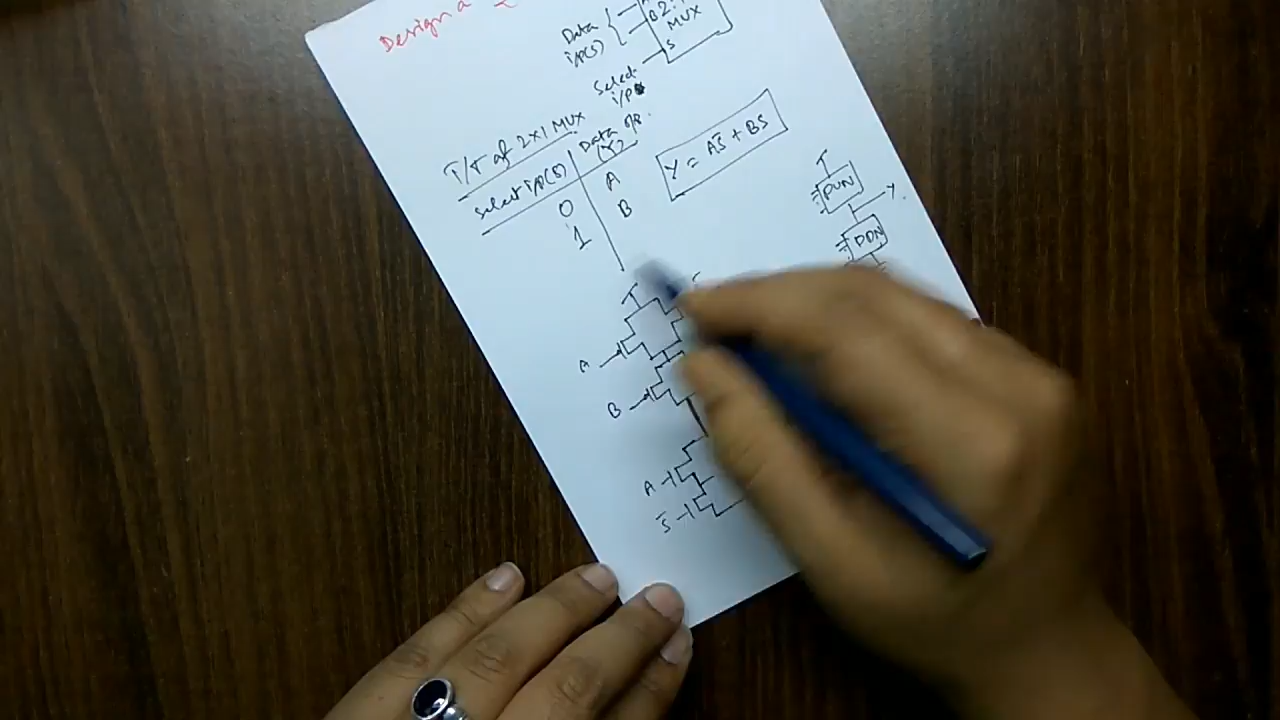 Design a
Data
i/P(s)
B 2:1
MUX
S
Select
i/P
T/T of 2x1 MUX
select i/P(S) Data o/p.
(Y)
0 A
1 B
Y = AS̅ + BS
PUN
Y
PDN
A
B
A
S̅